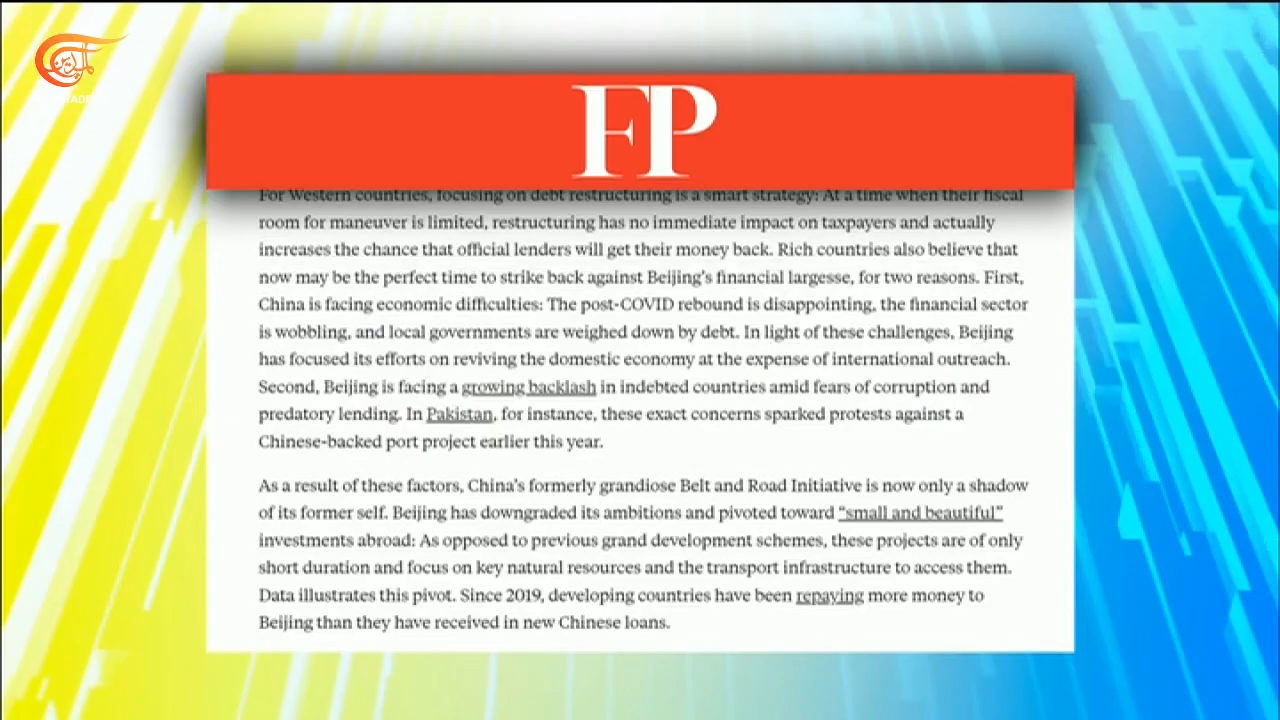 الميادين
FP
For Western countries, focusing on debt restructuring is a smart strategy: At a time when their fiscal
room for maneuver is limited, restructuring has no immediate impact on taxpayers and actually
increases the chance that official lenders will get their money back. Rich countries also believe that
now may be the perfect time to strike back against Beijing's financial largesse, for two reasons. First,
China is facing economic difficulties: The post-COVID rebound is disappointing, the financial sector
is wobbling, and local governments are weighed down by debt. In light of these challenges, Beijing
has focused its efforts on reviving the domestic economy at the expense of international outreach.
Second, Beijing is facing a growing backlash in indebted countries amid fears of corruption and
predatory lending. In Pakistan, for instance, these exact concerns sparked protests against a
Chinese-backed port project earlier this year.
As a result of these factors, China's formerly grandiose Belt and Road Initiative is now only a shadow
of its former self. Beijing has downgraded its ambitions and pivoted toward “small and beautiful”
investments abroad: As opposed to previous grand development schemes, these projects are of only
short duration and focus on key natural resources and the transport infrastructure to access them.
Data illustrates this pivot. Since 2019, developing countries have been repaying more money to
Beijing than they have received in new Chinese loans.